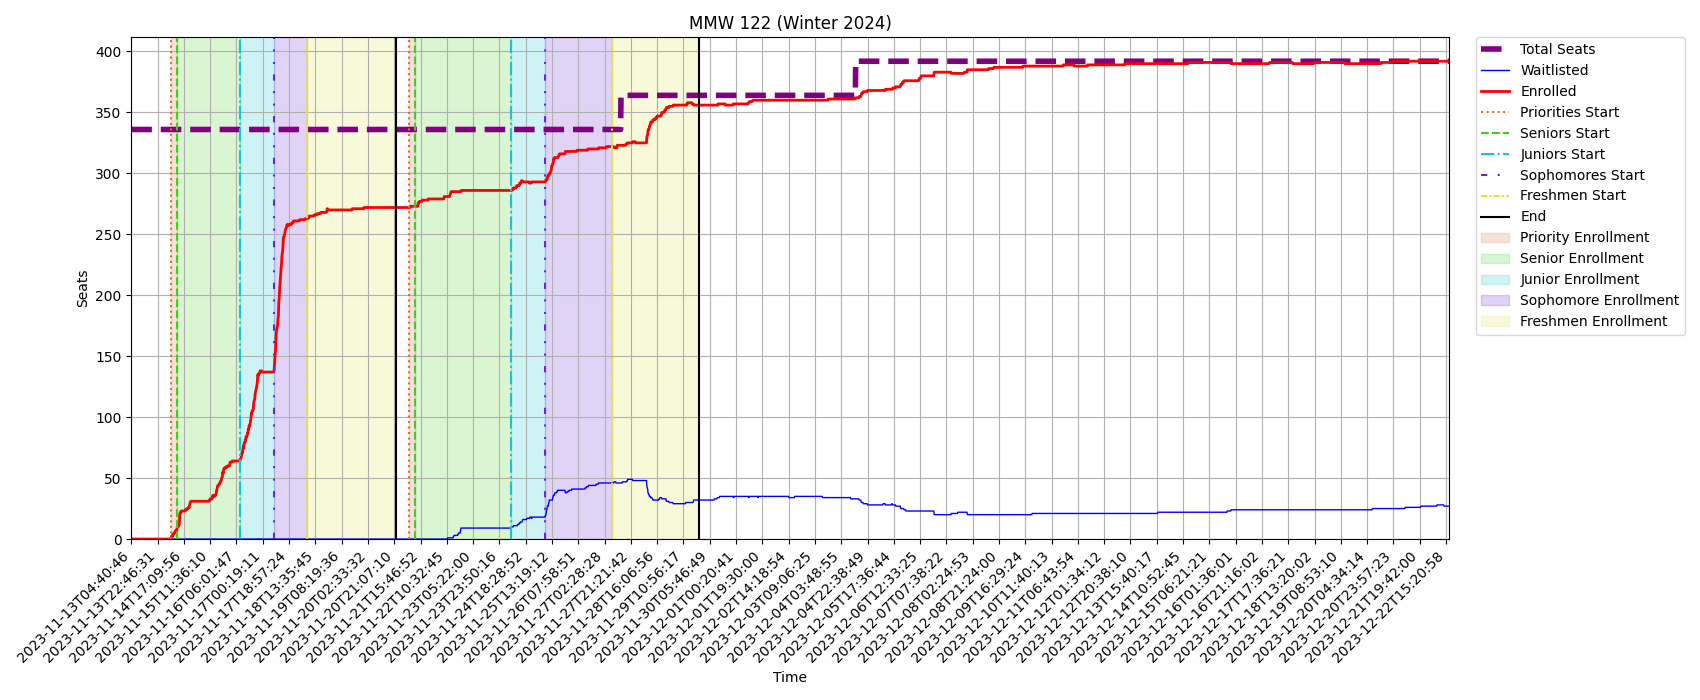 MMW 122 (Winter 2024)
Total Seats
Waitlisted
Enrolled
Priorities Start
Seniors Start
Juniors Start
Sophomores Start
Freshmen Start
End
Priority Enrollment
Senior Enrollment
Junior Enrollment
Sophomore Enrollment
Freshmen Enrollment
Seats
400
350
300
250
200
150
100
50
0
2023-11-13T04:40:46
2023-11-13T22:46:31
2023-11-14T17:09:56
2023-11-15T11:36:10
2023-11-16T06:01:47
2023-11-17T00:19:11
2023-11-17T18:57:24
2023-11-18T13:35:45
2023-11-19T08:19:36
2023-11-20T02:33:32
2023-11-20T21:07:10
2023-11-21T15:46:52
2023-11-22T10:32:45
2023-11-23T05:22:00
2023-11-23T23:50:16
2023-11-24T18:28:52
2023-11-25T13:19:12
2023-11-26T07:58:51
2023-11-27T02:28:28
2023-11-27T21:21:42
2023-11-28T16:06:56
2023-11-29T10:56:17
2023-11-30T05:46:49
2023-12-01T00:20:41
2023-12-01T19:30:00
2023-12-02T14:18:54
2023-12-03T09:06:25
2023-12-04T03:48:55
2023-12-04T22:38:49
2023-12-05T17:36:44
2023-12-06T12:33:25
2023-12-07T07:38:22
2023-12-08T02:24:53
2023-12-08T21:24:00
2023-12-09T16:29:24
2023-12-10T11:40:13
2023-12-11T06:43:54
2023-12-12T01:34:12
2023-12-12T20:38:10
2023-12-13T15:40:17
2023-12-14T10:52:45
2023-12-15T06:21:21
2023-12-16T01:36:01
2023-12-16T21:16:02
2023-12-17T17:36:21
2023-12-18T13:20:02
2023-12-19T08:53:10
2023-12-20T04:34:14
2023-12-20T23:57:23
2023-12-21T19:42:00
2023-12-22T15:20:58
Time